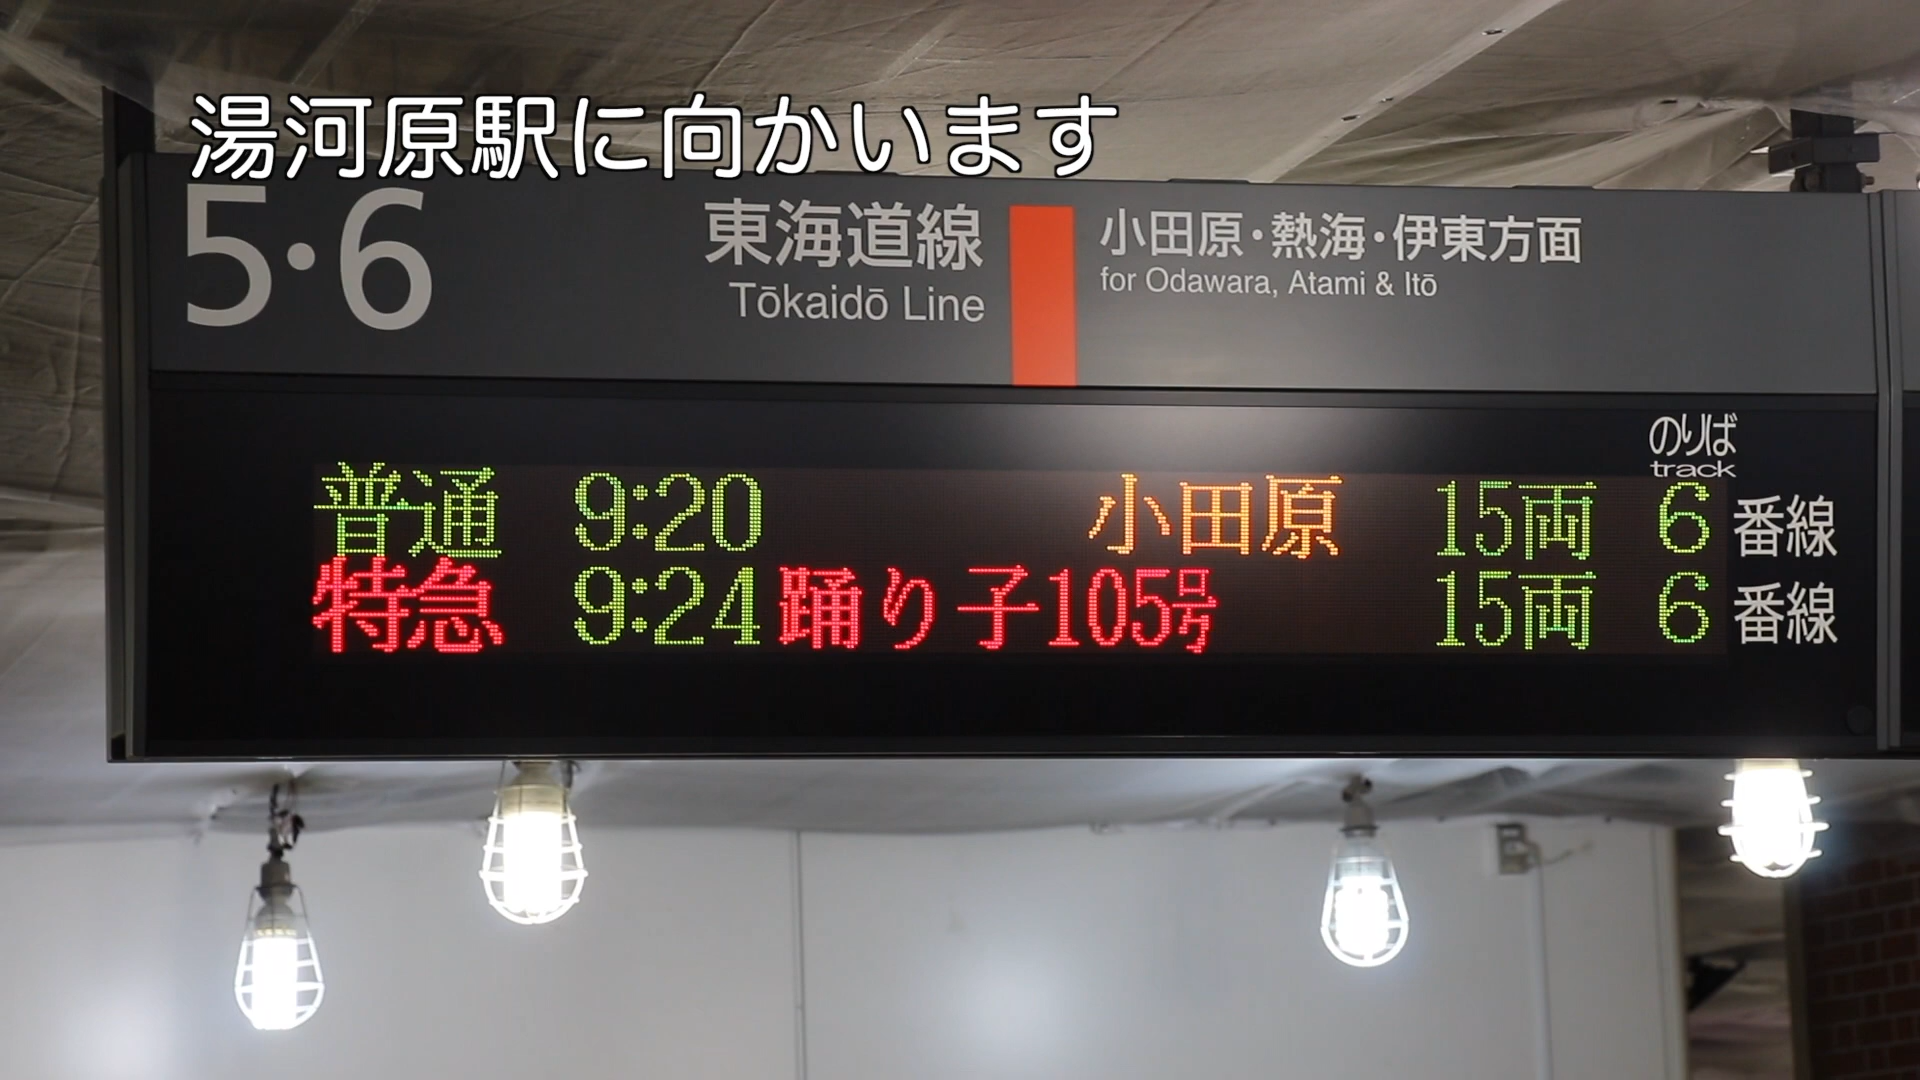 湯河原駅に向かいます
5・6 東海道線 小田原・熱海・伊東方面
Tōkaidō Line for Odawara, Atami & Itō
のりば
track
普通 9:20 小田原 15両 6 番線
特急 9:24 踊り子105号 15両 6 番線